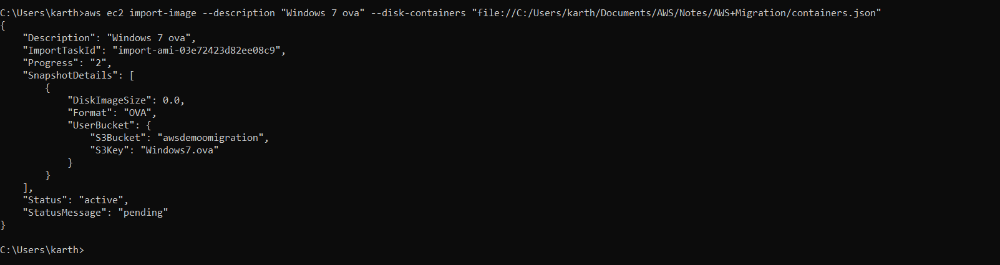 C:\Users\karth>aws ec2 import-image --description "Windows 7 ova" --disk-containers "file://C:/Users/karth/Documents/AWS/Notes/AWS+Migration/containers.json"
{
    "Description": "Windows 7 ova",
    "ImportTaskId": "import-ami-03e72423d82ee08c9",
    "Progress": "2",
    "SnapshotDetails": [
        {
            "DiskImageSize": 0.0,
            "Format": "OVA",
            "UserBucket": {
                "S3Bucket": "awsdemoomigration",
                "S3Key": "Windows7.ova"
            }
        }
    ],
    "Status": "active",
    "StatusMessage": "pending"
}
C:\Users\karth>